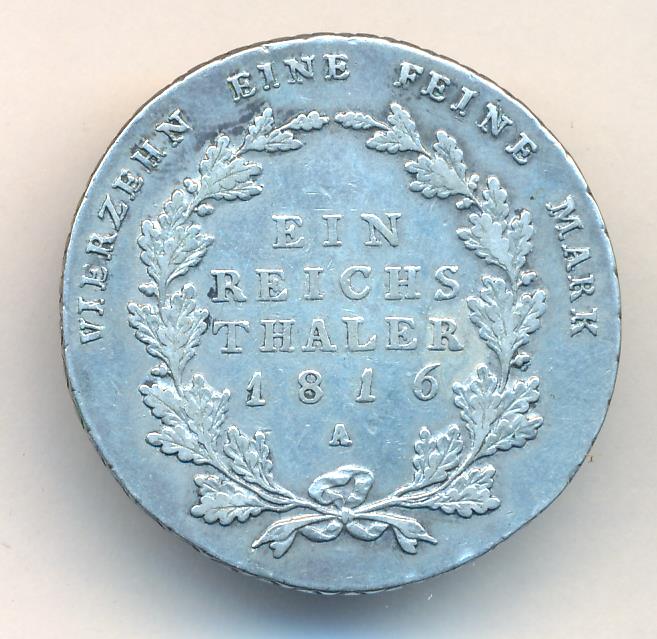 VIERZEHN EINE FEINE MARK
EIN
REICHS
THALER
1816
A